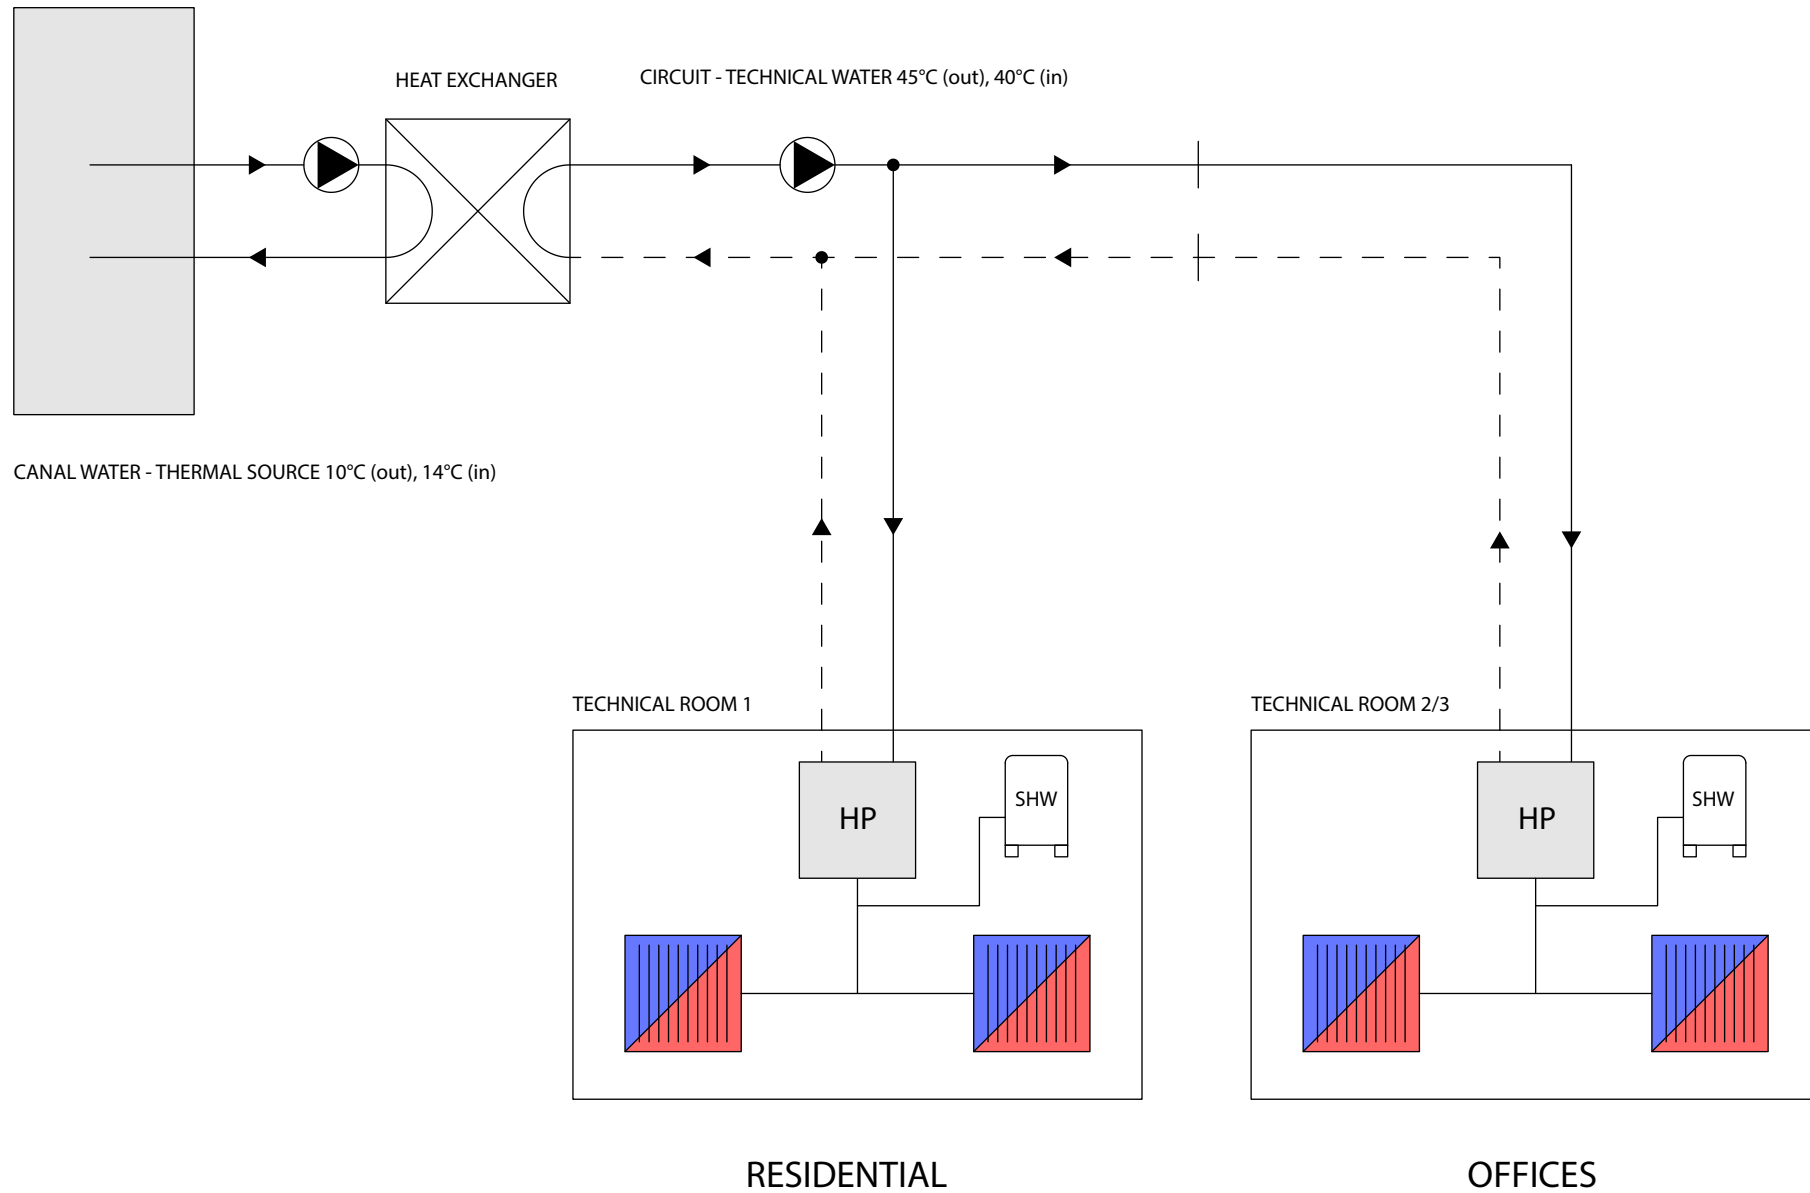 HEAT EXCHANGER
CIRCUIT - TECHNICAL WATER 45°C (out), 40°C (in)
CANAL WATER - THERMAL SOURCE 10°C (out), 14°C (in)
TECHNICAL ROOM 1
TECHNICAL ROOM 2/3
HP
SHW
HP
SHW
RESIDENTIAL
OFFICES